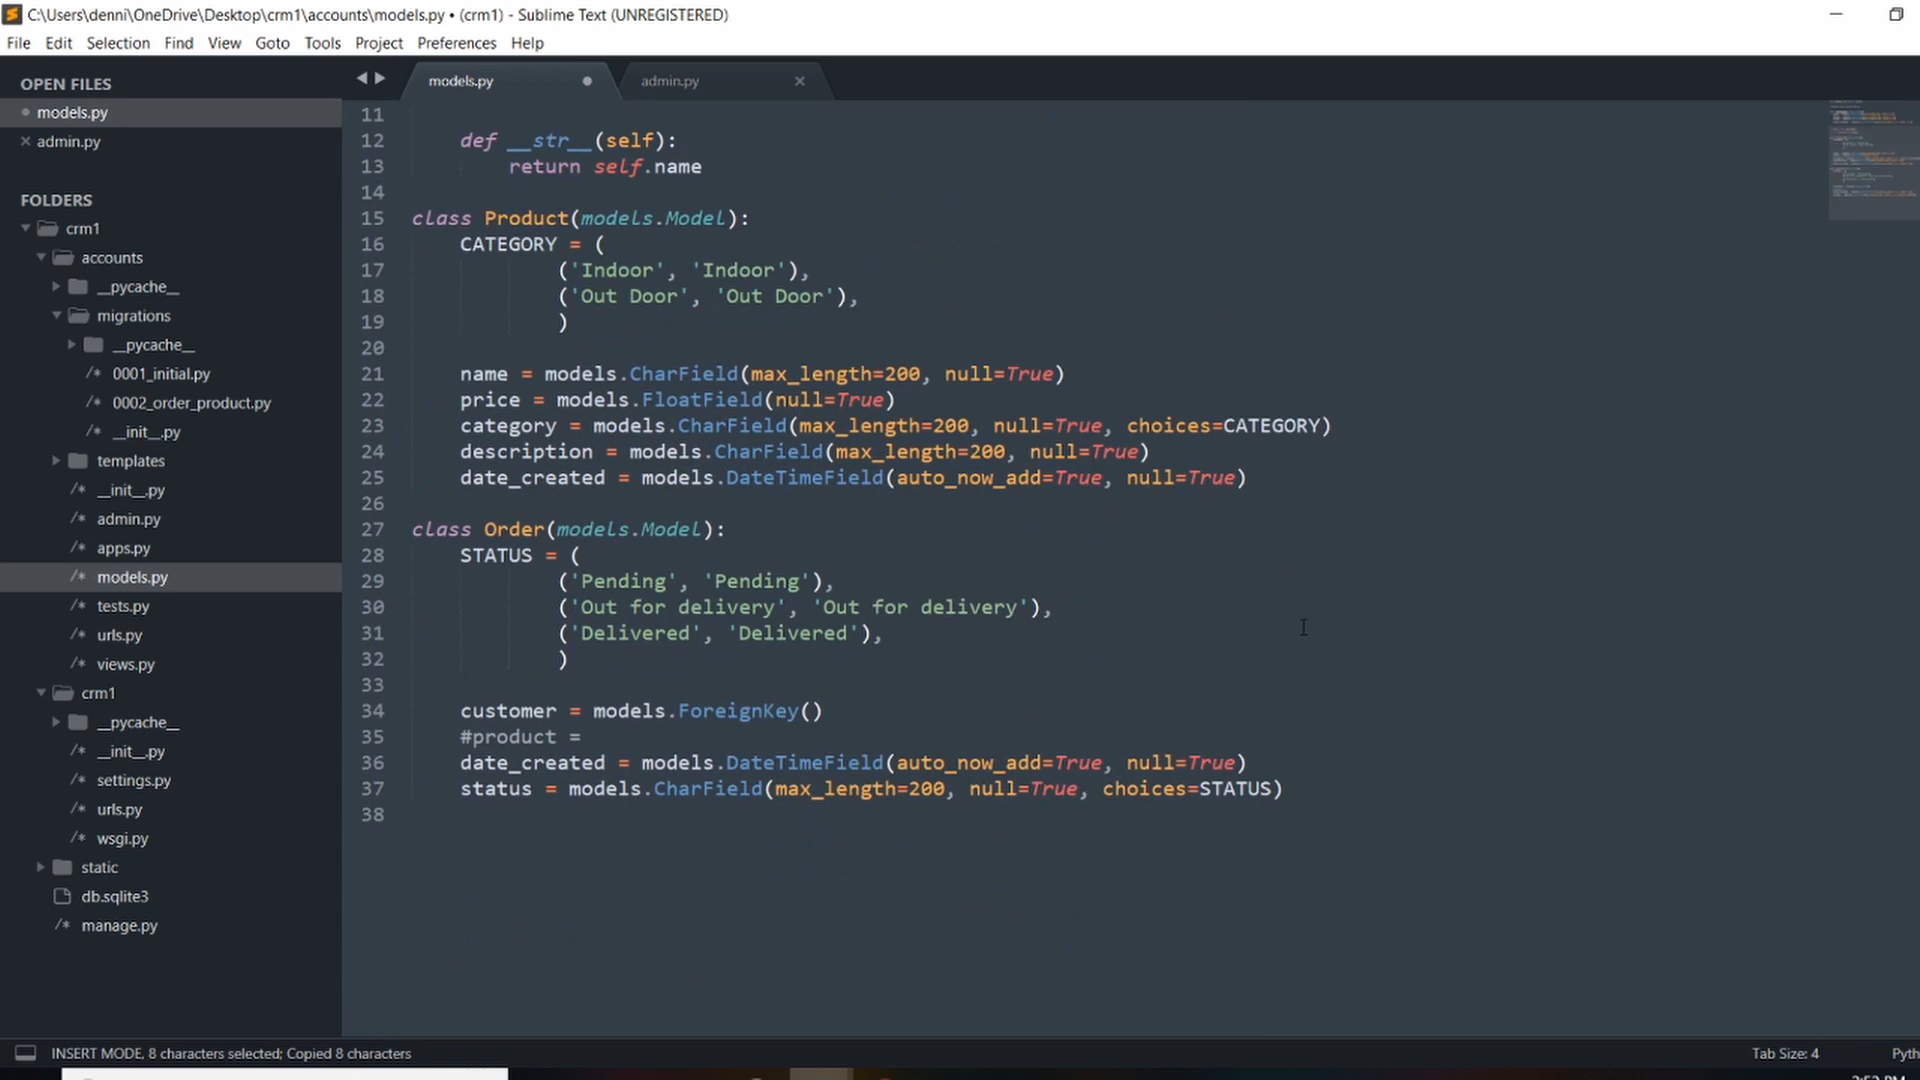 C:\Users\denni\OneDrive\Desktop\crm1\accounts\models.py • (crm1) - Sublime Text (UNREGISTERED)
File Edit Selection Find View Goto Tools Project Preferences Help
OPEN FILES
models.py
admin.py
FOLDERS
crm1
accounts
__pycache__
migrations
__pycache__
/* 0001_initial.py
/* 0002_order_product.py
/* __init__.py
templates
/* __init__.py
/* admin.py
/* apps.py
/* models.py
/* tests.py
/* urls.py
/* views.py
crm1
__pycache__
/* __init__.py
/* settings.py
/* urls.py
/* wsgi.py
static
db.sqlite3
/* manage.py
models.py admin.py
11
12     def __str__(self):
13         return self.name
14
15 class Product(models.Model):
16     CATEGORY = (
17             ('Indoor', 'Indoor'),
18             ('Out Door', 'Out Door'),
19             )
20
21     name = models.CharField(max_length=200, null=True)
22     price = models.FloatField(null=True)
23     category = models.CharField(max_length=200, null=True, choices=CATEGORY)
24     description = models.CharField(max_length=200, null=True)
25     date_created = models.DateTimeField(auto_now_add=True, null=True)
26
27 class Order(models.Model):
28     STATUS = (
29             ('Pending', 'Pending'),
30             ('Out for delivery', 'Out for delivery'),
31             ('Delivered', 'Delivered'),
32             )
33
34     customer = models.ForeignKey()
35     #product =
36     date_created = models.DateTimeField(auto_now_add=True, null=True)
37     status = models.CharField(max_length=200, null=True, choices=STATUS)
38
INSERT MODE, 8 characters selected; Copied 8 characters
Tab Size: 4 Pyth